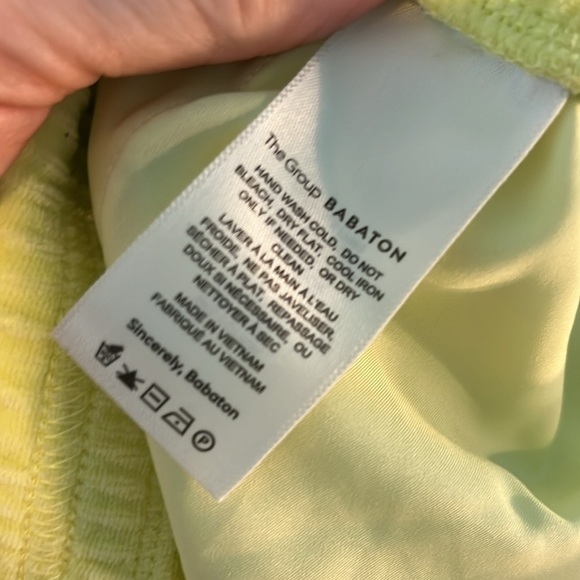 The Group BABATON
HAND WASH COLD, DO NOT
BLEACH, DRY FLAT, COOL IRON
ONLY IF NEEDED, OR DRY
CLEAN
LAVER À LA MAIN À L'EAU
FROIDE, NE PAS JAVELISER,
SÉCHER À PLAT, REPASSAGE
DOUX SI NÉCESSAIRE, OU
NETTOYER À SEC
MADE IN VIETNAM
FABRIQUE AU VIETNAM
Sincerely, Babaton
P